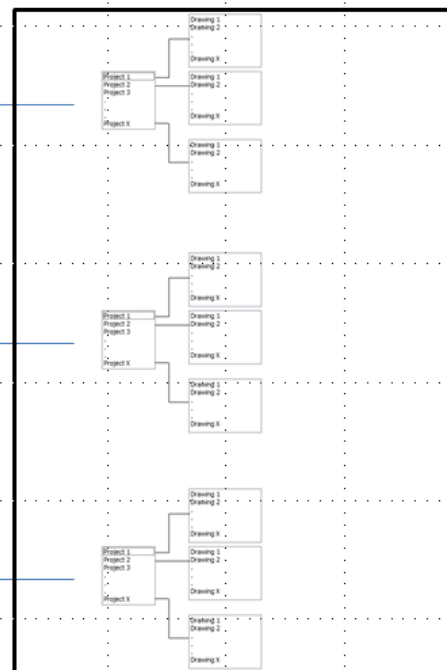 Drawing 1
Drawing 2
.
.
.
Drawing X
Project 1
Project 2
Project 3
.
.
.
Project X
Drawing 1
Drawing 2
.
.
.
Drawing X
Drawing 1
Drawing 2
.
.
.
Drawing X
Drawing 1
Drawing 2
.
.
.
Drawing X
Project 1
Project 2
Project 3
.
.
.
Project X
Drawing 1
Drawing 2
.
.
.
Drawing X
Drawing 1
Drawing 2
.
.
.
Drawing X
Drawing 1
Drawing 2
.
.
.
Drawing X
Project 1
Project 2
Project 3
.
.
.
Project X
Drawing 1
Drawing 2
.
.
.
Drawing X
Drawing 1
Drawing 2
.
.
.
Drawing X